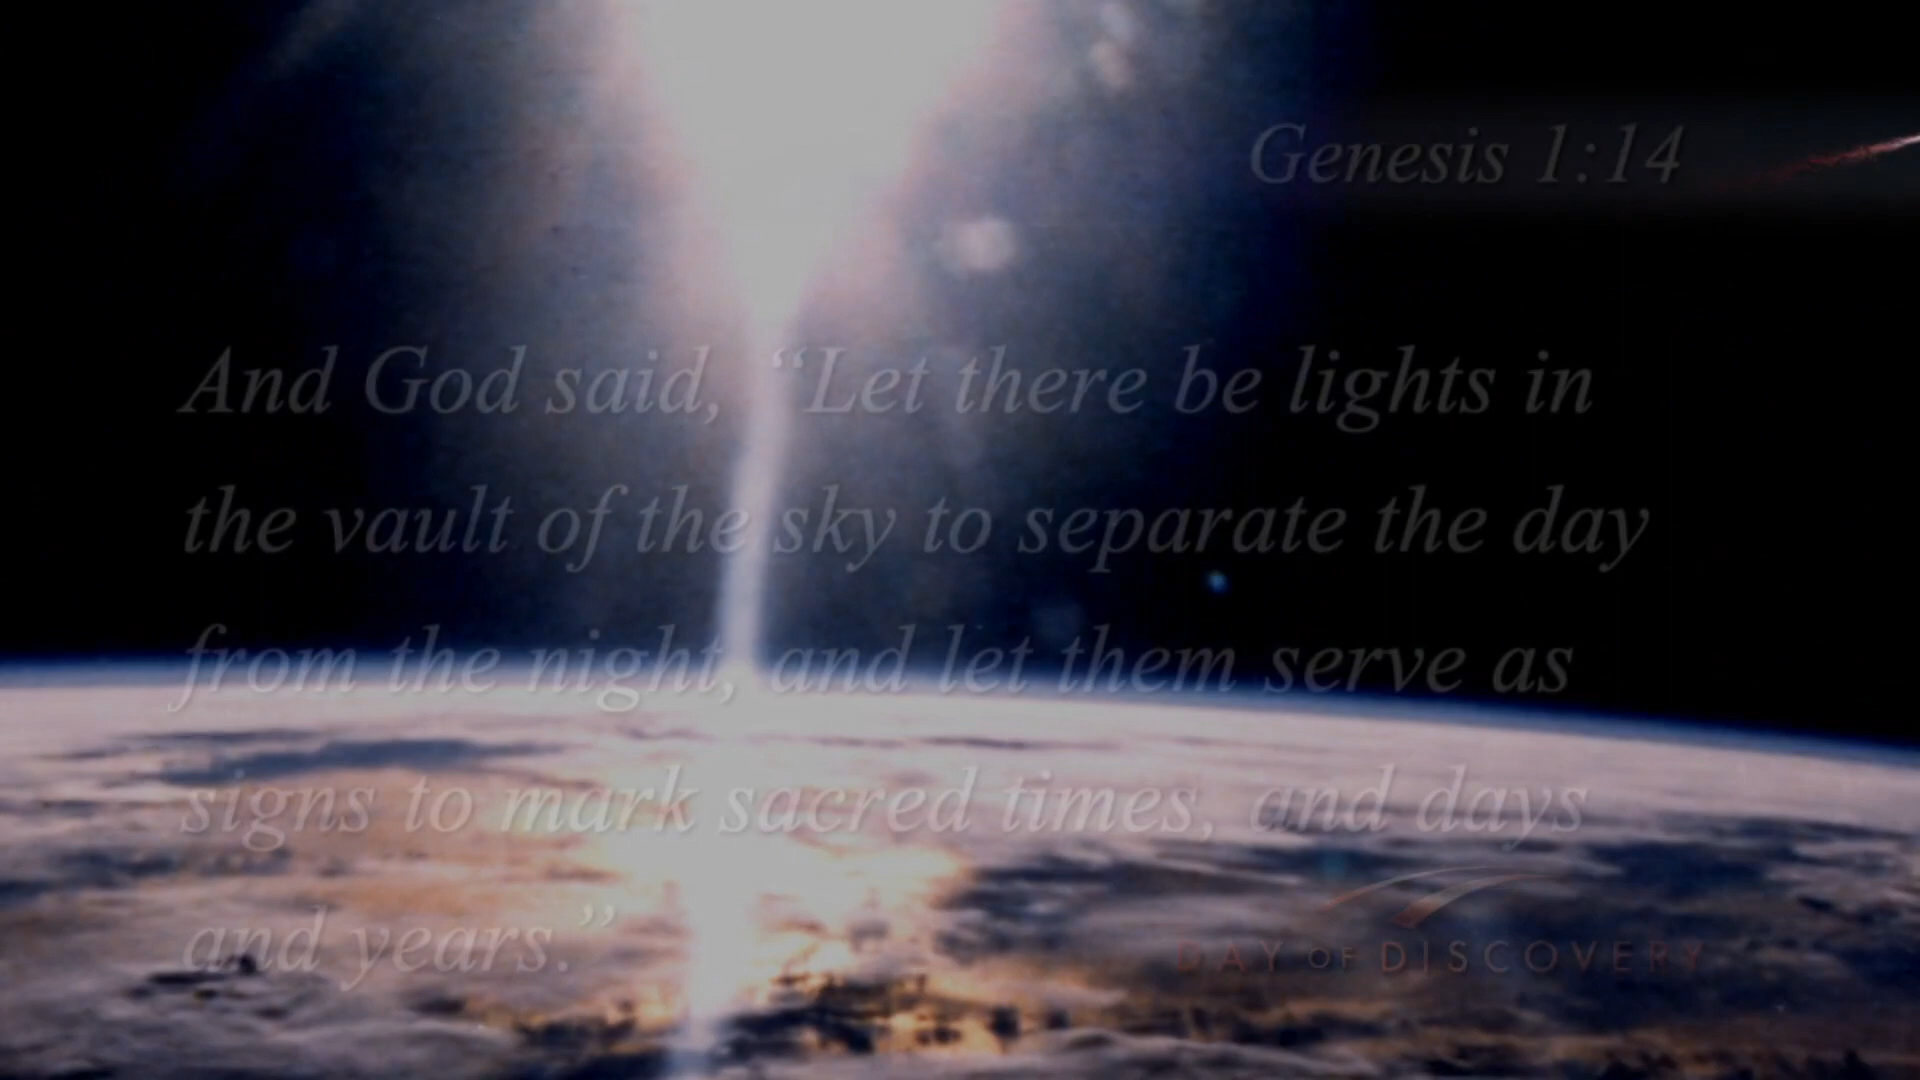 Genesis 1:14
And God said, “Let there be lights in
the vault of the sky to separate the day
from the night, and let them serve as
signs to mark sacred times, and days
and years.”
DAY OF DISCOVERY